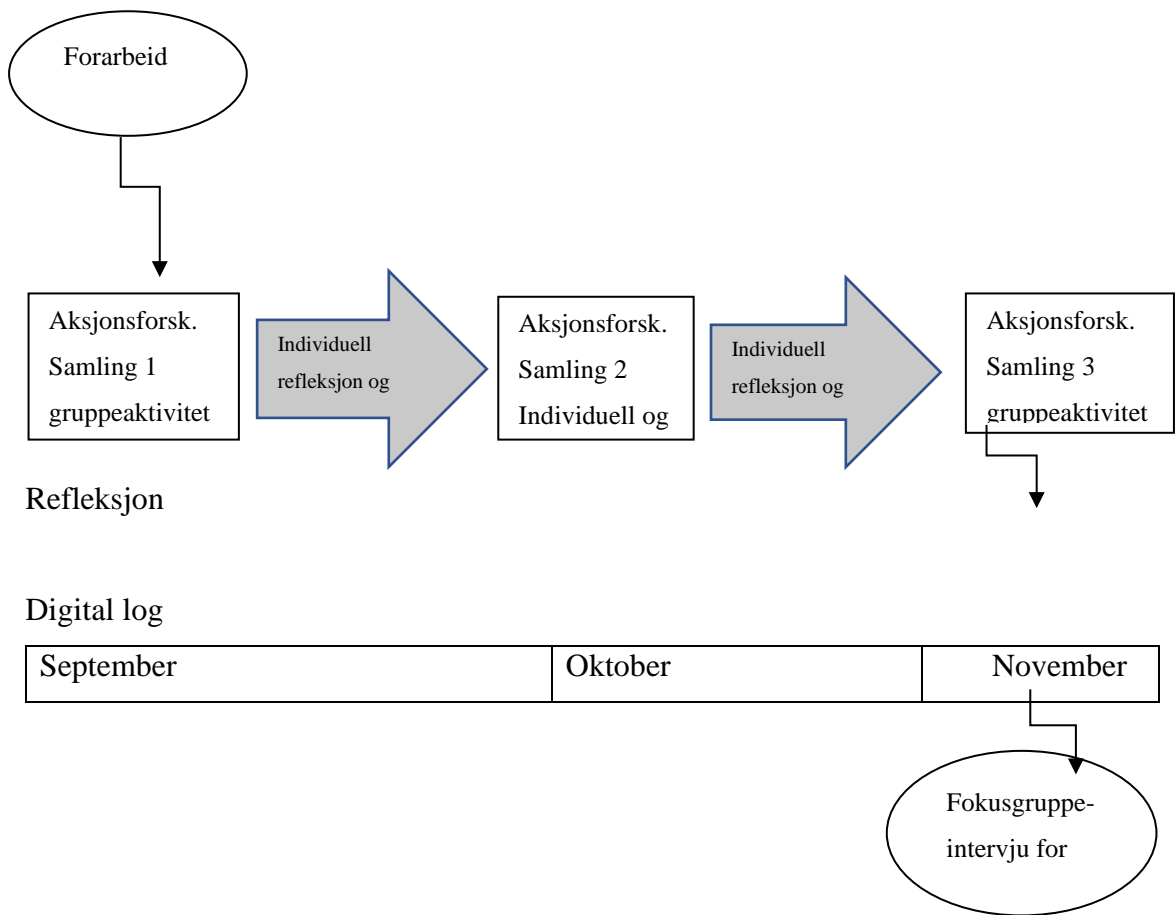 Forarbeid
Aksjonsforsk.
Samling 1
gruppeaktivitet
Individuell
refleksjon og
Aksjonsforsk.
Samling 2
Individuell og
Individuell
refleksjon og
Aksjonsforsk.
Samling 3
gruppeaktivitet
Refleksjon
Digital log
September Oktober November
Fokusgruppe-
intervju for